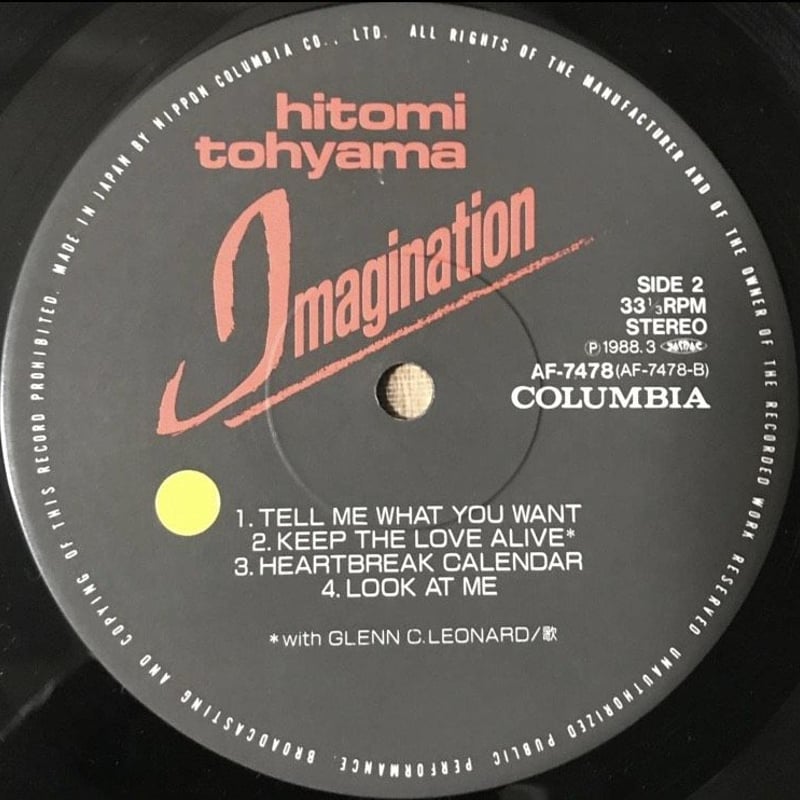 MADE IN JAPAN BY NIPPON COLUMBIA CO., LTD. ALL RIGHTS OF THE MANUFACTURER AND OF THE OWNER OF THE RECORDED WORK RESERVED UNAUTHORIZED PUBLIC PERFORMANCE. BROADCASTING AND COPYING OF THIS RECORD PROHIBITED.
hitomi
tohyama
Imagination
SIDE 2
33⅓RPM
STEREO
Ⓟ1988.3
AF-7478(AF-7478-B)
COLUMBIA
1. TELL ME WHAT YOU WANT
2. KEEP THE LOVE ALIVE*
3. HEARTBREAK CALENDAR
4. LOOK AT ME
*with GLENN C.LEONARD/歌